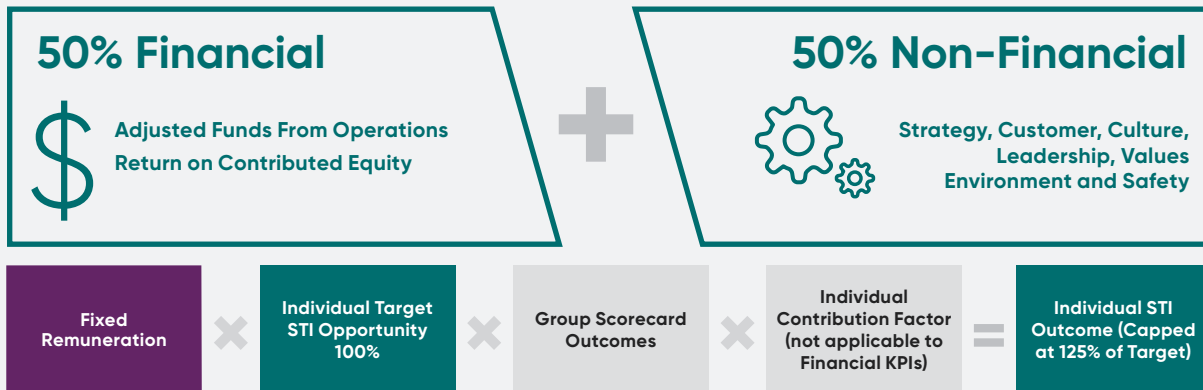 50% Financial
$
Adjusted Funds From Operations
Return on Contributed Equity
+
50% Non-Financial
Strategy, Customer, Culture,
Leadership, Values
Environment and Safety
Fixed
Remuneration
×
Individual Target
STI Opportunity
100%
×
Group Scorecard
Outcomes
×
Individual
Contribution Factor
(not applicable to
Financial KPIs)
=
Individual STI
Outcome (Capped
at 125% of Target)